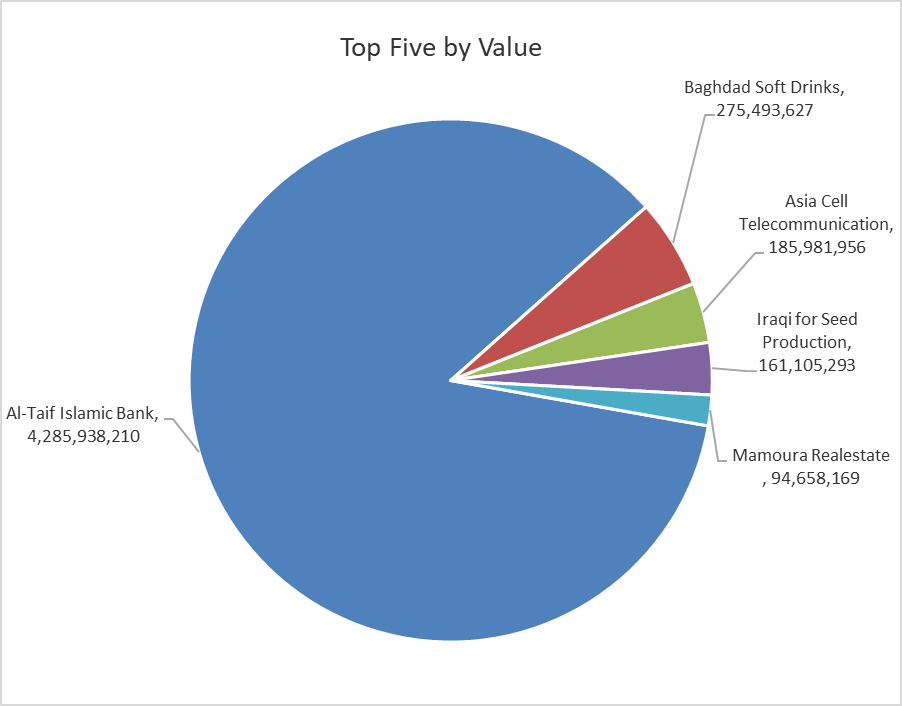 Top Five by Value
Baghdad Soft Drinks,
275,493,627
Asia Cell
Telecommunication,
185,981,956
Iraqi for Seed
Production,
161,105,293
Al-Taif Islamic Bank,
4,285,938,210
Mamoura Realestate
, 94,658,169